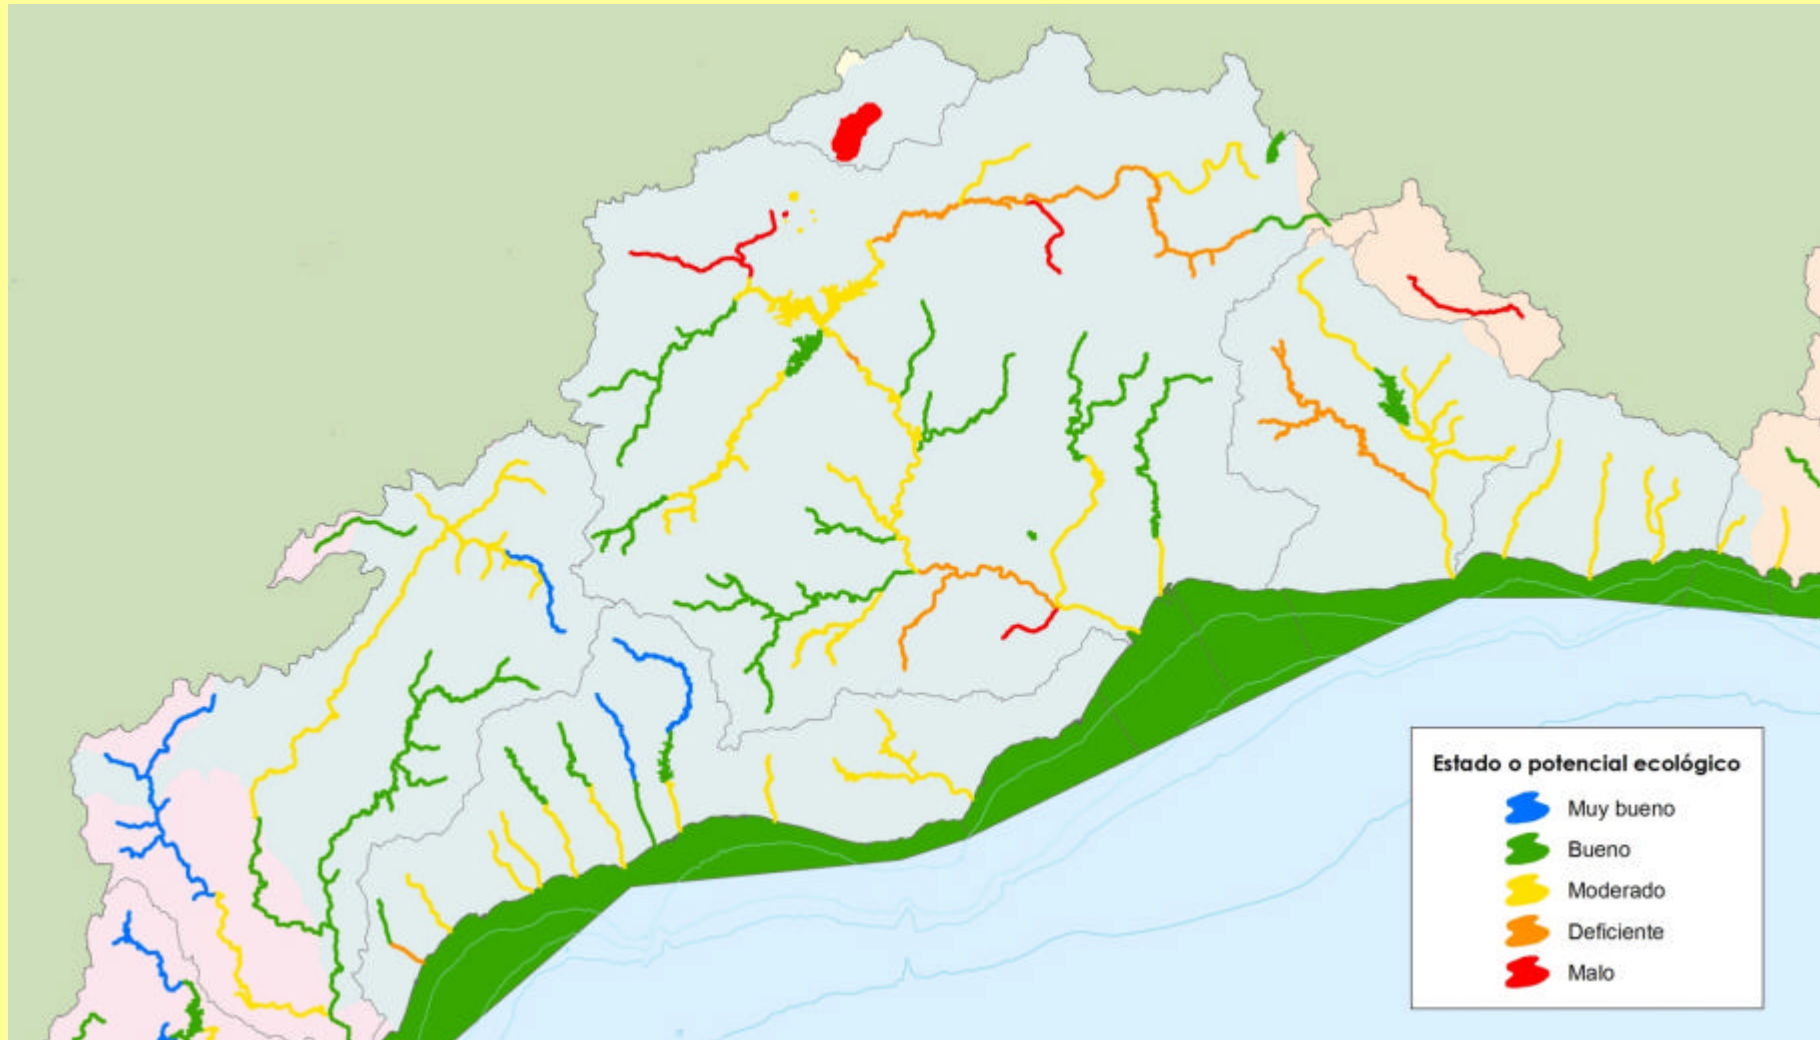 Estado o potencial ecológico
Muy bueno
Bueno
Moderado
Deficiente
Malo